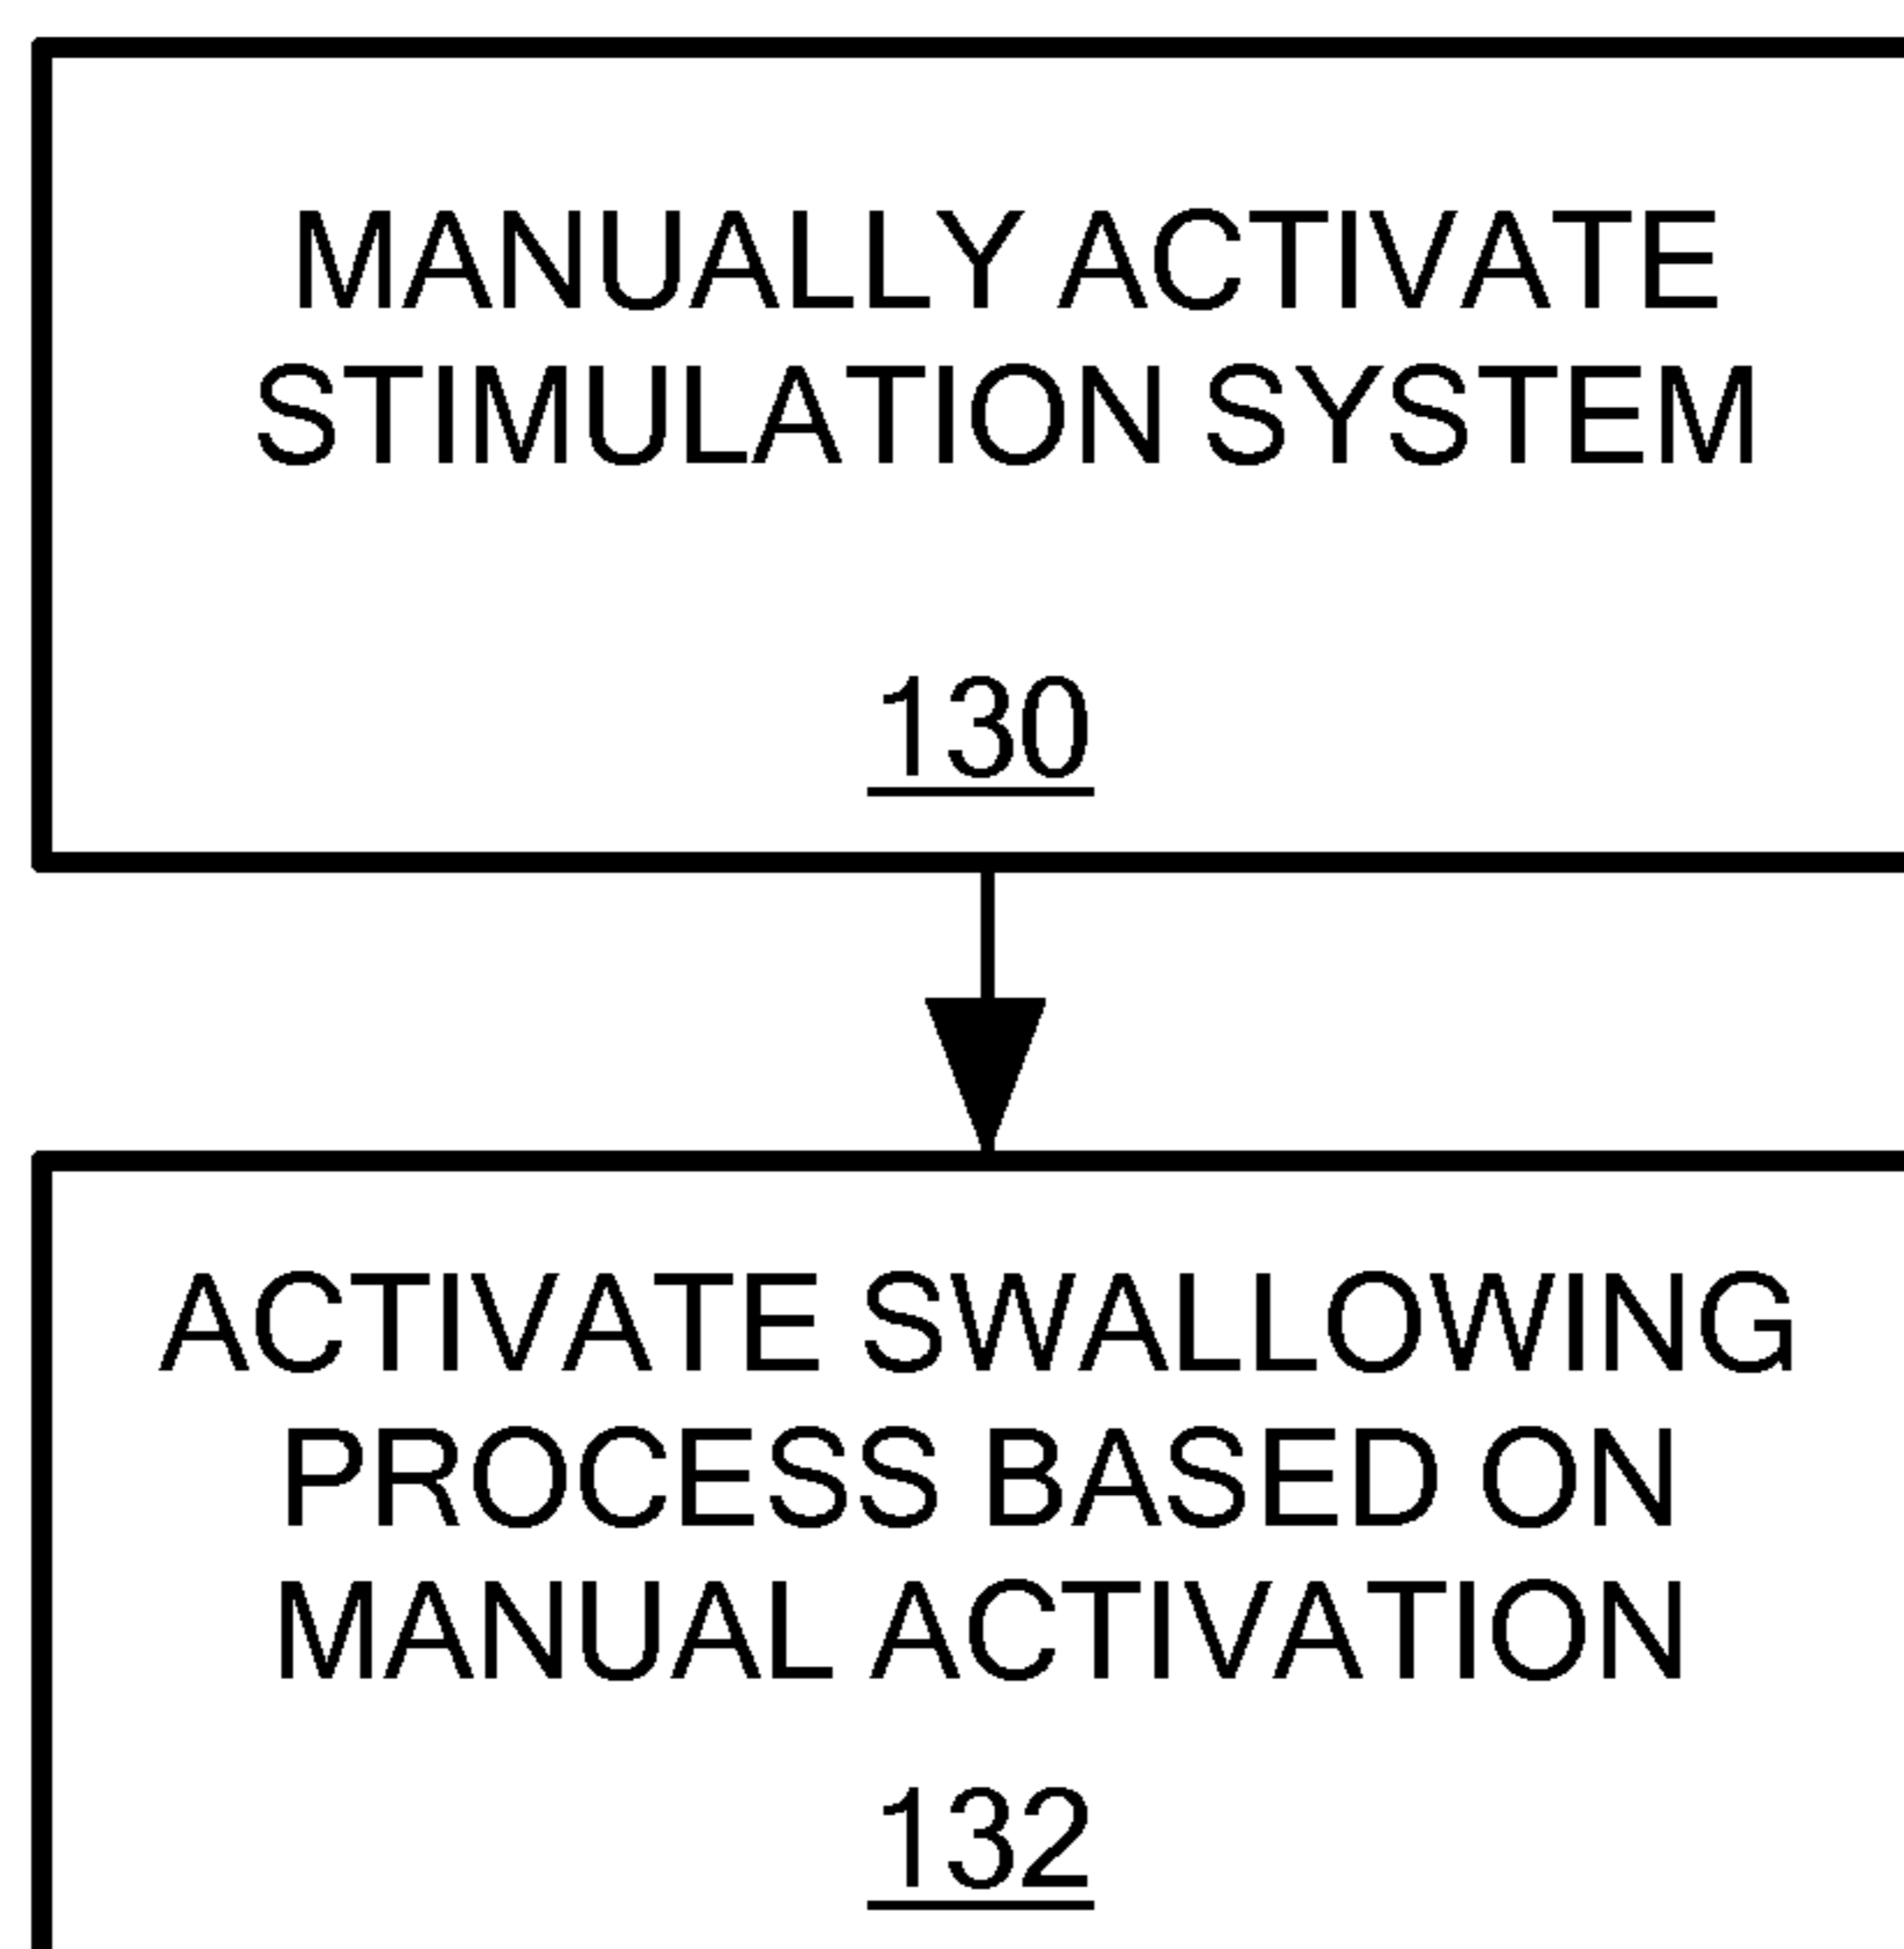 MANUALLY ACTIVATE
STIMULATION SYSTEM
130
ACTIVATE SWALLOWING
PROCESS BASED ON
MANUAL ACTIVATION
132